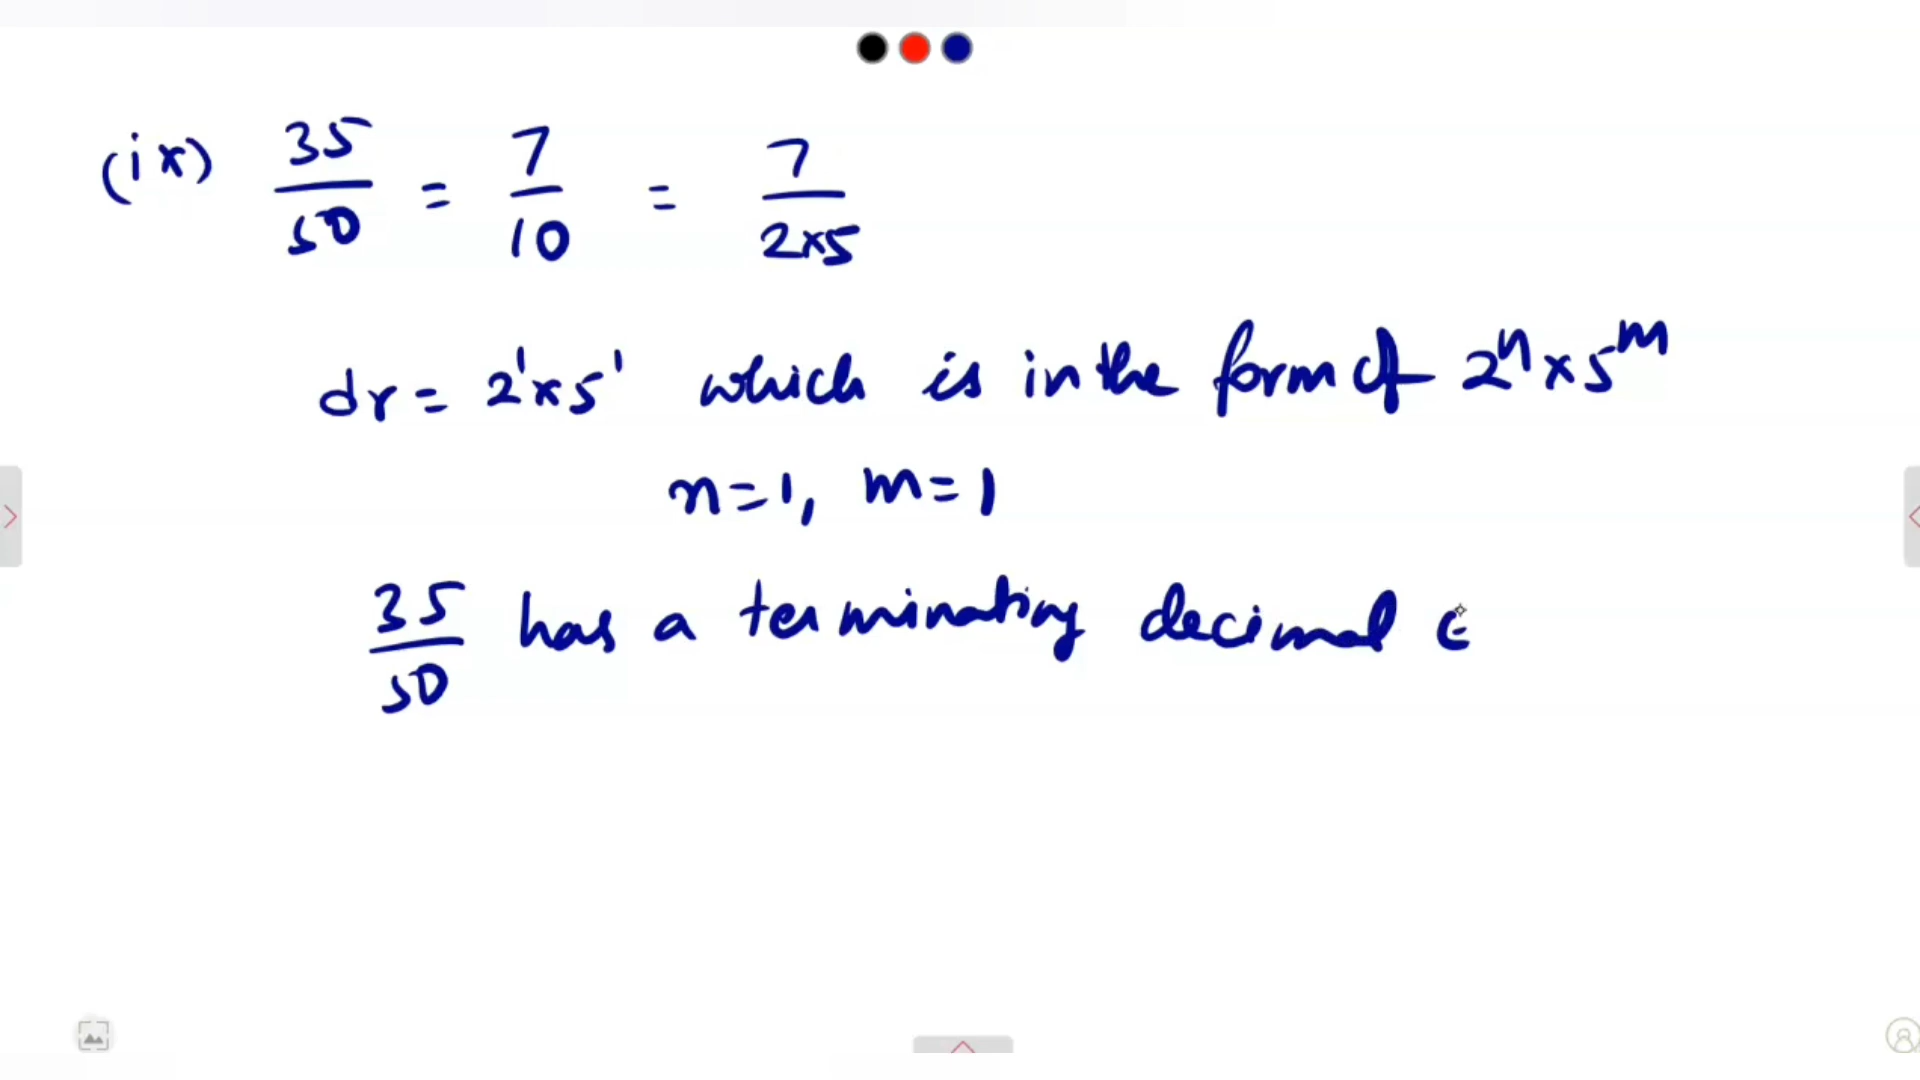 (ix) 35/50 = 7/10 = 7/2×5
dr = 2¹×5¹ which is in the form of 2ⁿ×5ᵐ
n=1, m=1
35/50 has a terminating decimal e